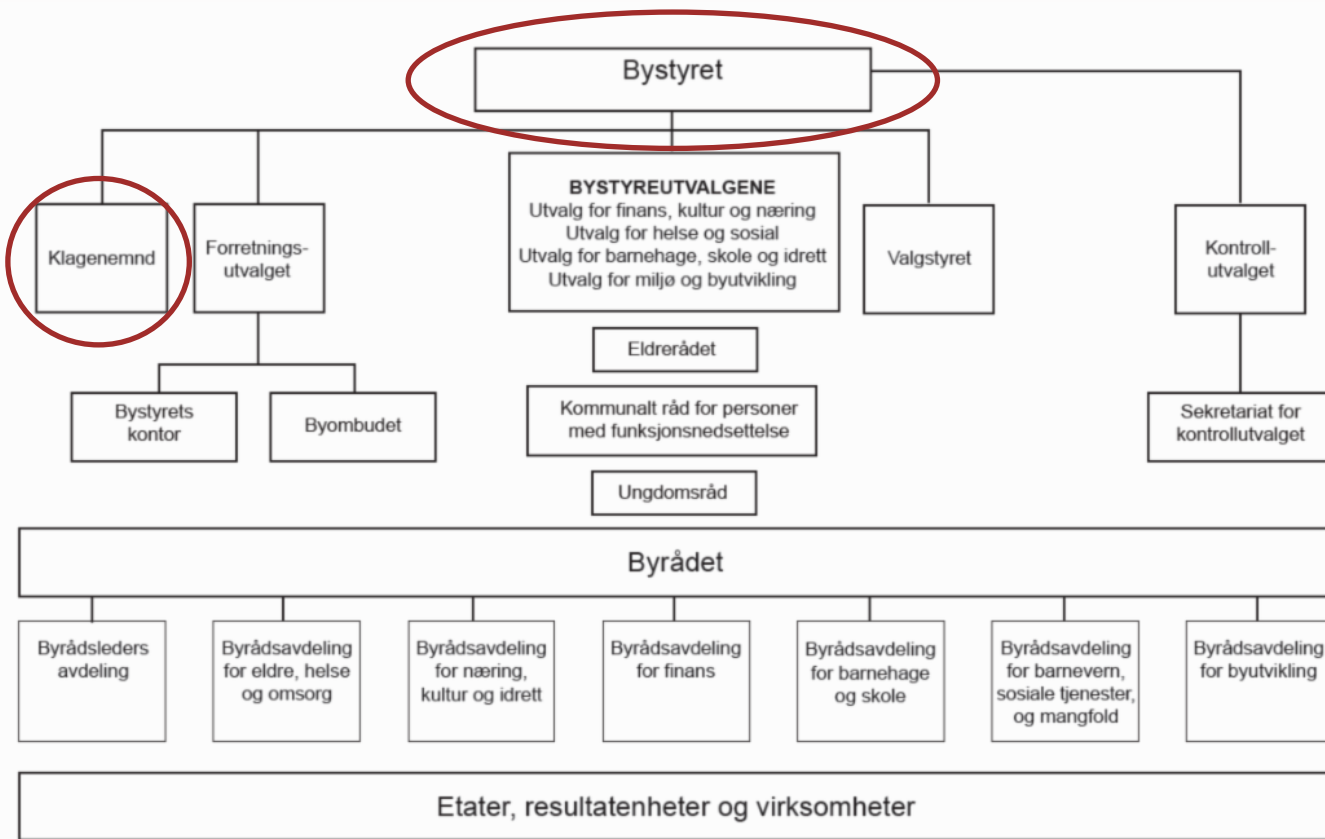 Bystyret
BYSTYREUTVALGENE
Utvalg for finans, kultur og næring
Utvalg for helse og sosial
Utvalg for barnehage, skole og idrett
Utvalg for miljø og byutvikling
Klagenemnd
Forretnings-
utvalget
Valgstyret
Kontroll-
utvalget
Eldrerådet
Bystyrets
kontor
Byombudet
Kommunalt råd for personer
med funksjonsnedsettelse
Sekretariat for
kontrollutvalget
Ungdomsråd
Byrådet
Byrådsleders
avdeling
Byrådsavdeling
for eldre, helse
og omsorg
Byrådsavdeling
for næring,
kultur og idrett
Byrådsavdeling
for finans
Byrådsavdeling
for barnehage
og skole
Byrådsavdeling
for barnevern,
sosiale tjenester,
og mangfold
Byrådsavdeling
for byutvikling
Etater, resultatenheter og virksomheter